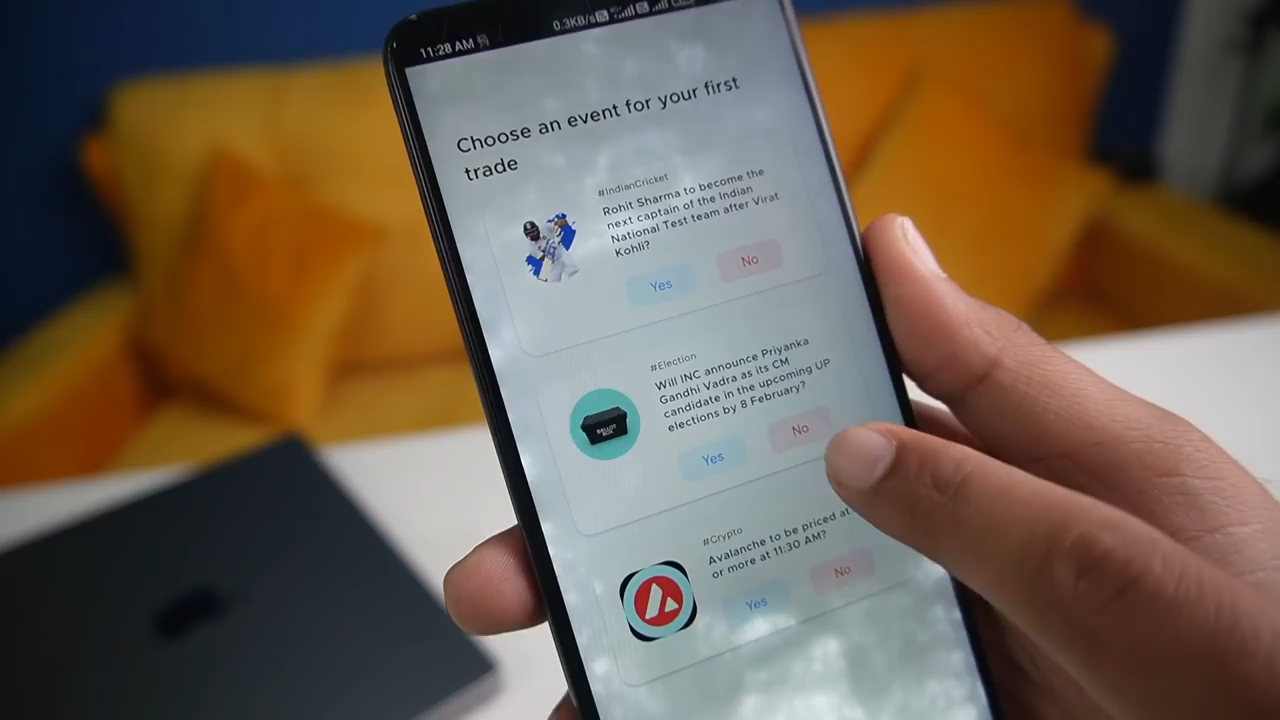 11:28 AM
0.3KB/s
Choose an event for your first
trade
#IndianCricket
Rohit Sharma to become the
next captain of the Indian
National Test team after Virat
Kohli?
Yes
No
#Election
Will INC announce Priyanka
Gandhi Vadra as its CM
candidate in the upcoming UP
elections by 8 February?
Yes
No
BALLOT
BOX
#Crypto
Avalanche to be priced at
or more at 11:30 AM?
Yes
No